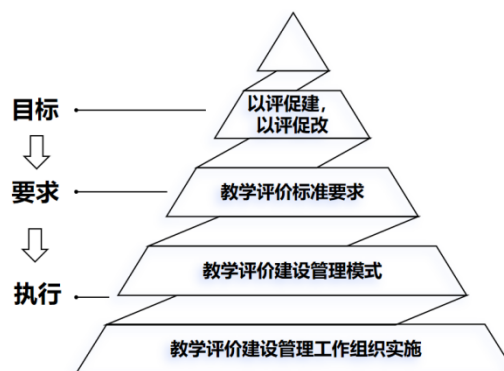 目标
以评促建，
以评促改
要求
教学评价标准要求
教学评价建设管理模式
执行
教学评价建设管理工作组织实施